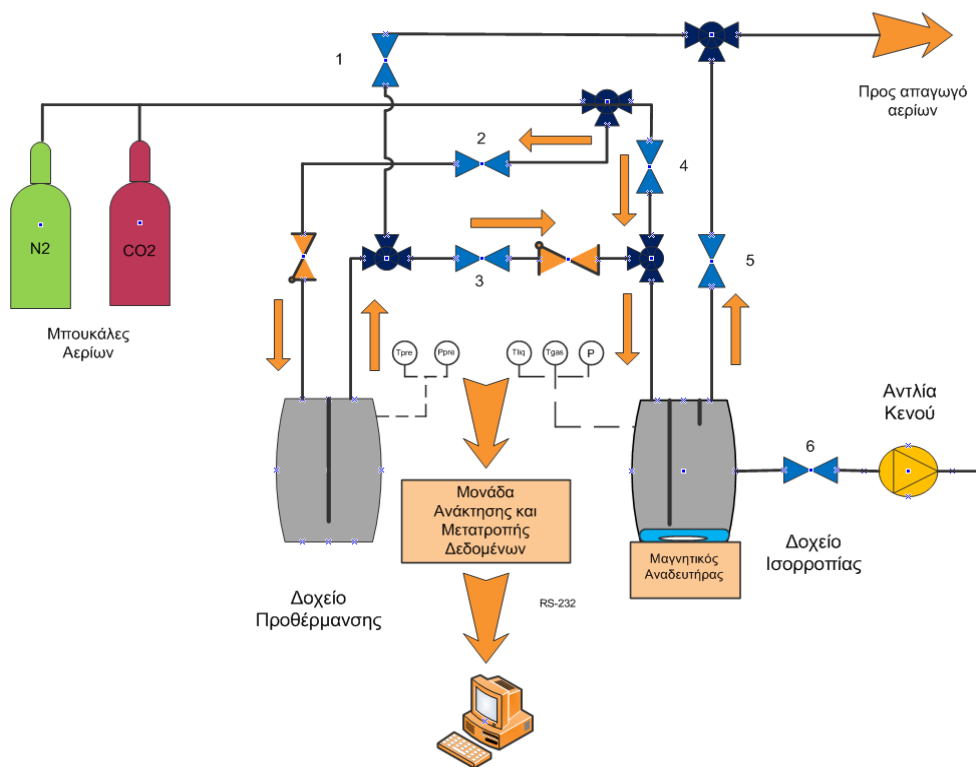 1
Προς απαγωγό
αερίων
2
4
N2
CO2
3
5
Μπουκάλες
Αερίων
Tpre
Ppre
Tliq
Tgas
P
Αντλία
Κενού
6
Μονάδα
Ανάκτησης και
Μετατροπής
Δεδομένων
Δοχείο
Ισορροπίας
Μαγνητικός
Αναδευτήρας
Δοχείο
Προθέρμανσης
RS-232